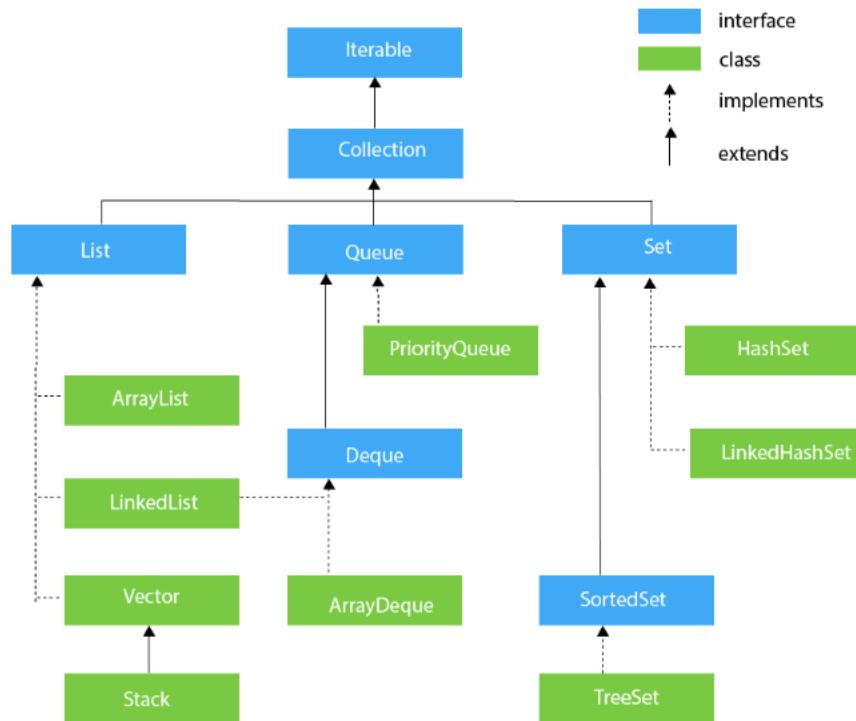 interface
Iterable
class
implements
Collection
extends
List
Queue
Set
PriorityQueue
HashSet
ArrayList
Deque
LinkedHashSet
LinkedList
Vector
ArrayDeque
SortedSet
Stack
TreeSet